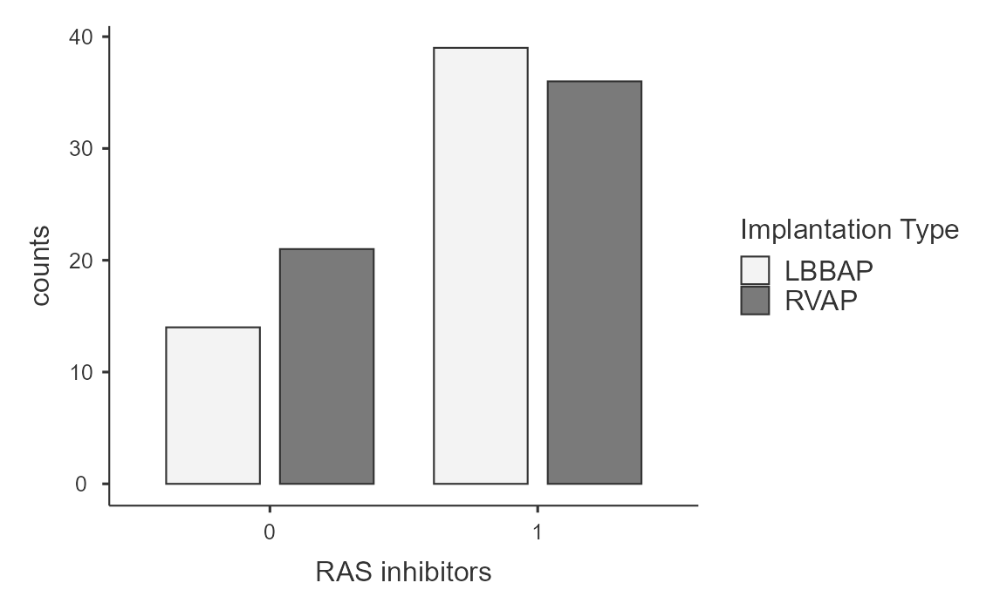 40
30
20
10
0
counts
0
1
RAS inhibitors
Implantation Type
LBBAP
RVAP